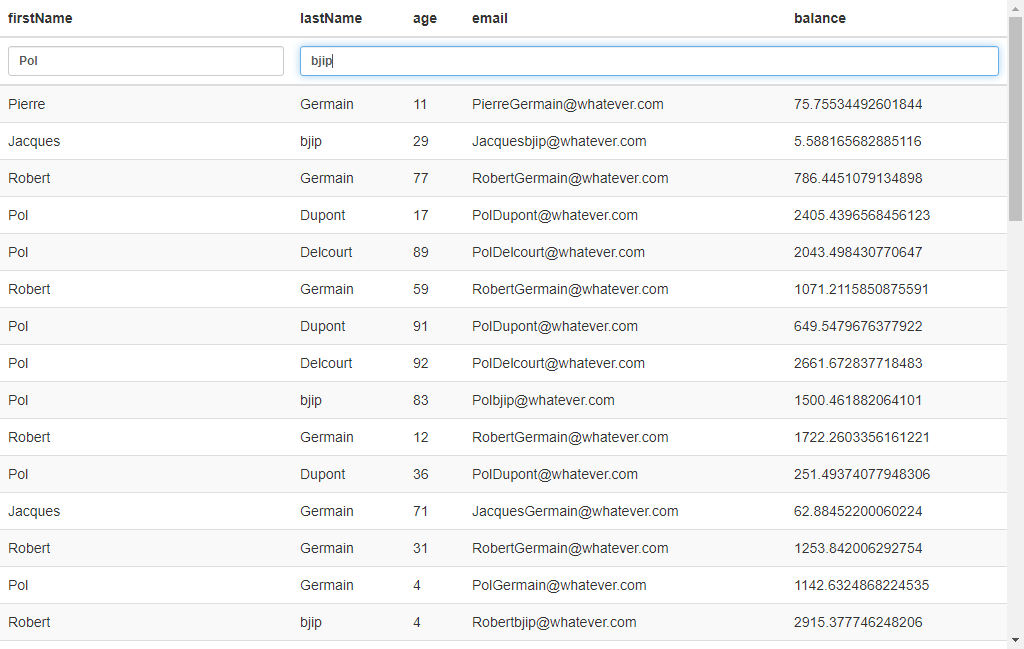 firstName lastName age email balance
Pol bjip
Pierre Germain 11 PierreGermain@whatever.com 75.75534492601844
Jacques bjip 29 Jacquesbjip@whatever.com 5.588165682885116
Robert Germain 77 RobertGermain@whatever.com 786.4451079134898
Pol Dupont 17 PolDupont@whatever.com 2405.4396568456123
Pol Delcourt 89 PolDelcourt@whatever.com 2043.498430770647
Robert Germain 59 RobertGermain@whatever.com 1071.2115850875591
Pol Dupont 91 PolDupont@whatever.com 649.5479676377922
Pol Delcourt 92 PolDelcourt@whatever.com 2661.672837718483
Pol bjip 83 Polbjip@whatever.com 1500.461882064101
Robert Germain 12 RobertGermain@whatever.com 1722.2603356161221
Pol Dupont 36 PolDupont@whatever.com 251.49374077948306
Jacques Germain 71 JacquesGermain@whatever.com 62.88452200060224
Robert Germain 31 RobertGermain@whatever.com 1253.842006292754
Pol Germain 4 PolGermain@whatever.com 1142.6324868224535
Robert bjip 4 Robertbjip@whatever.com 2915.377746248206